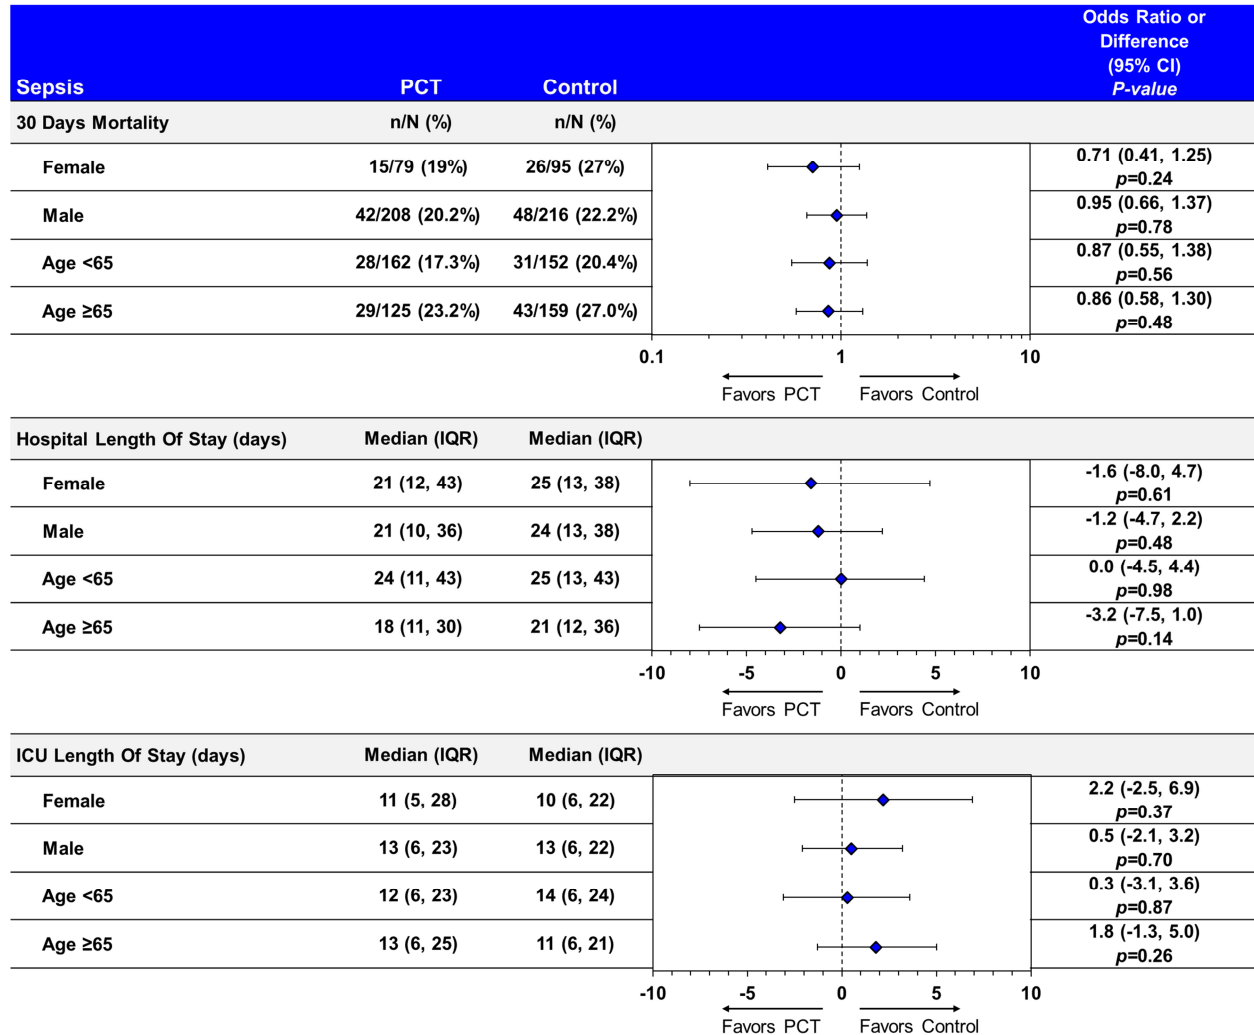 Odds Ratio or
Difference
(95% CI)
Sepsis PCT Control P-value
30 Days Mortality n/N (%) n/N (%)
Female 15/79 (19%) 26/95 (27%) 0.71 (0.41, 1.25)
p=0.24
Male 42/208 (20.2%) 48/216 (22.2%) 0.95 (0.66, 1.37)
p=0.78
Age <65 28/162 (17.3%) 31/152 (20.4%) 0.87 (0.55, 1.38)
p=0.56
Age ≥65 29/125 (23.2%) 43/159 (27.0%) 0.86 (0.58, 1.30)
p=0.48
0.1 1 10
Favors PCT Favors Control
Hospital Length Of Stay (days) Median (IQR) Median (IQR)
Female 21 (12, 43) 25 (13, 38) -1.6 (-8.0, 4.7)
p=0.61
Male 21 (10, 36) 24 (13, 38) -1.2 (-4.7, 2.2)
p=0.48
Age <65 24 (11, 43) 25 (13, 43) 0.0 (-4.5, 4.4)
p=0.98
Age ≥65 18 (11, 30) 21 (12, 36) -3.2 (-7.5, 1.0)
p=0.14
-10 -5 0 5 10
Favors PCT Favors Control
ICU Length Of Stay (days) Median (IQR) Median (IQR)
Female 11 (5, 28) 10 (6, 22) 2.2 (-2.5, 6.9)
p=0.37
Male 13 (6, 23) 13 (6, 22) 0.5 (-2.1, 3.2)
p=0.70
Age <65 12 (6, 23) 14 (6, 24) 0.3 (-3.1, 3.6)
p=0.87
Age ≥65 13 (6, 25) 11 (6, 21) 1.8 (-1.3, 5.0)
p=0.26
-10 -5 0 5 10
Favors PCT Favors Control